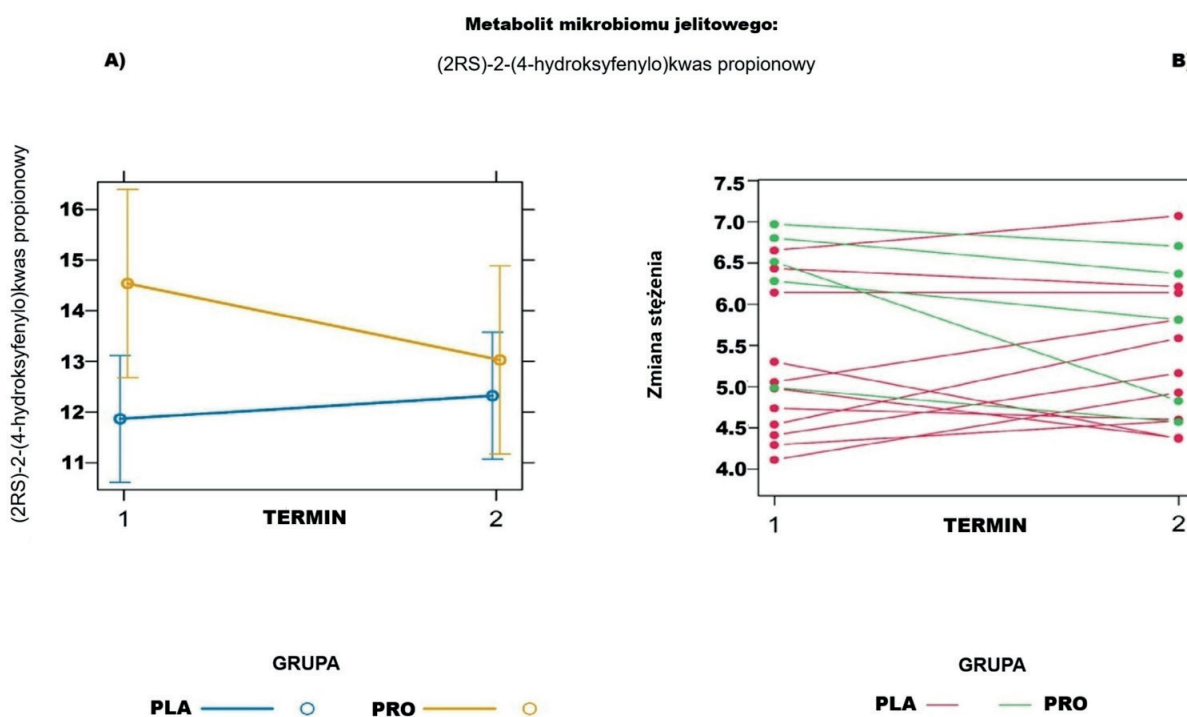 Metabolit mikrobiomu jelitowego:
A)
(2RS)-2-(4-hydroksyfenylo)kwas propionowy
B)
(2RS)-2-(4-hydroksyfenylo)kwas propionowy
16
15
14
13
12
11
1
TERMIN
2
Zmiana stężenia
7.5
7.0
6.5
6.0
5.5
5.0
4.5
4.0
1
TERMIN
2
GRUPA
PLA
PRO
GRUPA
PLA
PRO